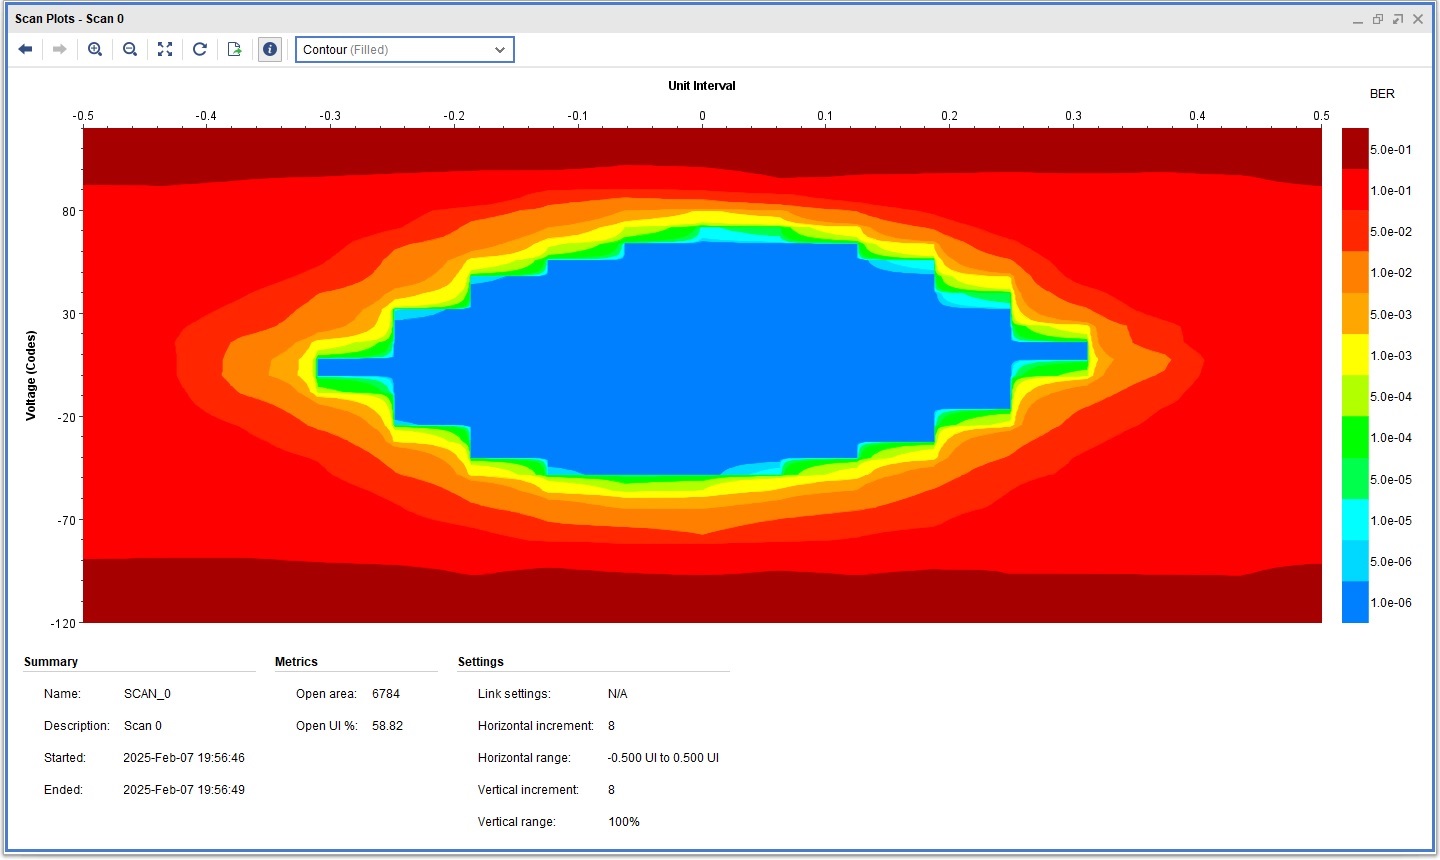 Scan Plots - Scan 0
Contour (Filled)
Unit Interval
BER
-0.5 -0.4 -0.3 -0.2 -0.1 0 0.1 0.2 0.3 0.4 0.5
5.0e-01
1.0e-01
80
5.0e-02
1.0e-02
30
5.0e-03
Voltage (Codes)
1.0e-03
5.0e-04
-20
1.0e-04
5.0e-05
-70
1.0e-05
5.0e-06
1.0e-06
-120
Summary Metrics Settings
Name: SCAN_0 Open area: 6784 Link settings: N/A
Description: Scan 0 Open UI %: 58.82 Horizontal increment: 8
Started: 2025-Feb-07 19:56:46 Horizontal range: -0.500 UI to 0.500 UI
Ended: 2025-Feb-07 19:56:49 Vertical increment: 8
Vertical range: 100%